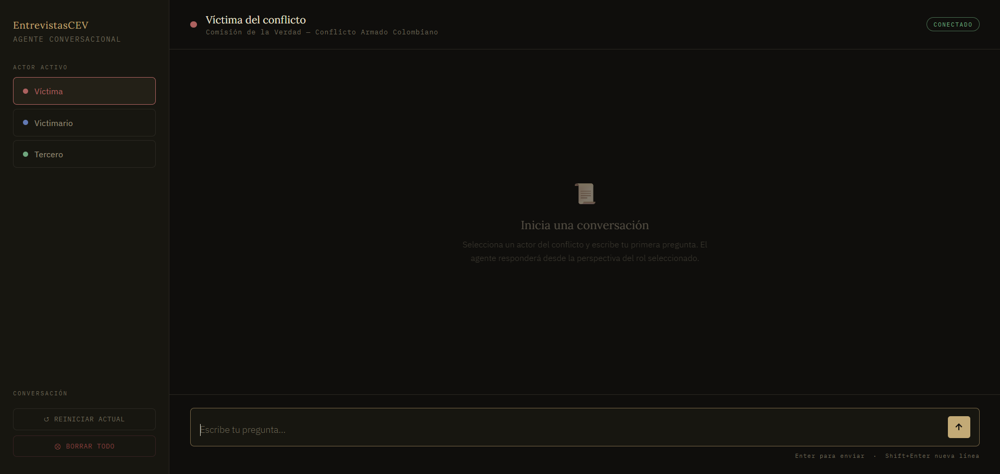 EntrevistasCEV
AGENTE CONVERSACIONAL
ACTOR ACTIVO
Víctima
Victimario
Tercero
CONVERSACIÓN
↺ REINICIAR ACTUAL
⊗ BORRAR TODO
Víctima del conflicto
Comisión de la Verdad — Conflicto Armado Colombiano
CONECTADO
Inicia una conversación
Selecciona un actor del conflicto y escribe tu primera pregunta. El
agente responderá desde la perspectiva del rol seleccionado.
Escribe tu pregunta...
Enter para enviar · Shift+Enter nueva línea